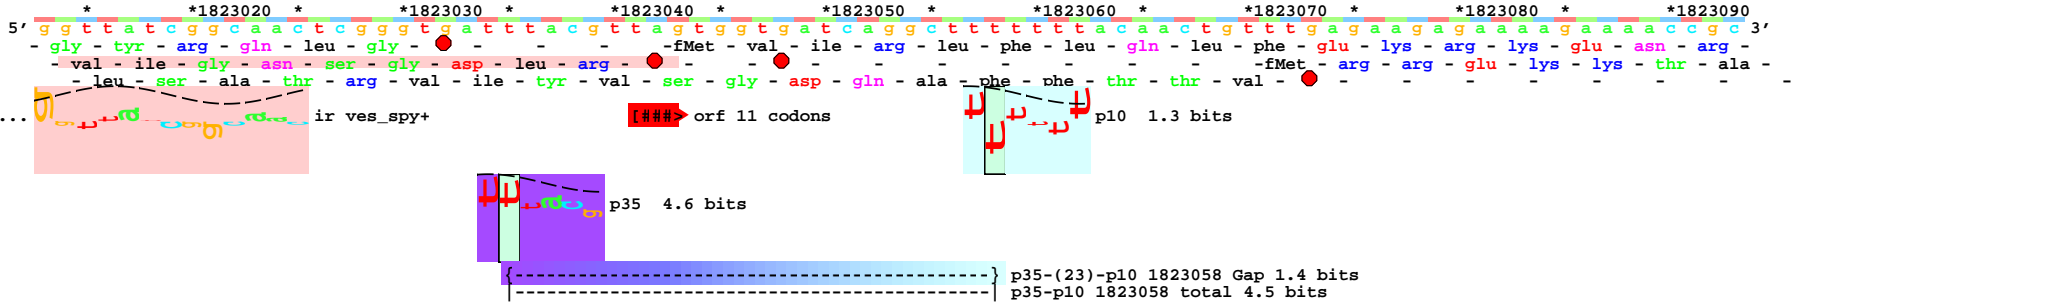 * *1823020 * *1823030 * *1823040 * *1823050 * *1823060 * *1823070 * *1823080 * *1823090
5' g g t t a t c g g c a a c t c g g g t g a t t t a c g t t a g t g g t g a t c a g g c t t t t t t t a c a a c t g t t t g a g a a g a g a a a a g a a a a c c g c 3'
- gly - tyr - arg - gln - leu - gly - - - - -fMet - val - ile - arg - leu - phe - leu - gln - leu - phe - glu - lys - arg - lys - glu - asn - arg -
- val - ile - gly - asn - ser - gly - asp - leu - arg - - - - - - - - - - -fMet - arg - arg - glu - lys - lys - thr - ala -
- leu - ser - ala - thr - arg - val - ile - tyr - val - ser - gly - asp - gln - ala - phe - phe - thr - thr - val - - - - - - - - -
... ir ves_spy+ [###> orf 11 codons p10 1.3 bits
p35 4.6 bits
{---------------------------------------------} p35-(23)-p10 1823058 Gap 1.4 bits
|---------------------------------------------| p35-p10 1823058 total 4.5 bits